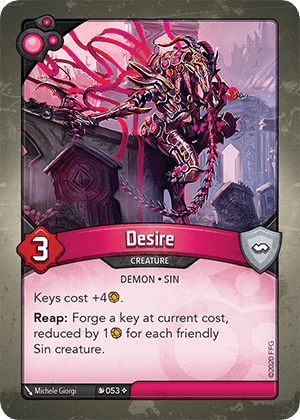 3
Desire
CREATURE
DEMON • SIN
Keys cost +4.
Reap: Forge a key at current cost,
reduced by 1 for each friendly
Sin creature.
Michele Giorgi
053
©2020 FFG